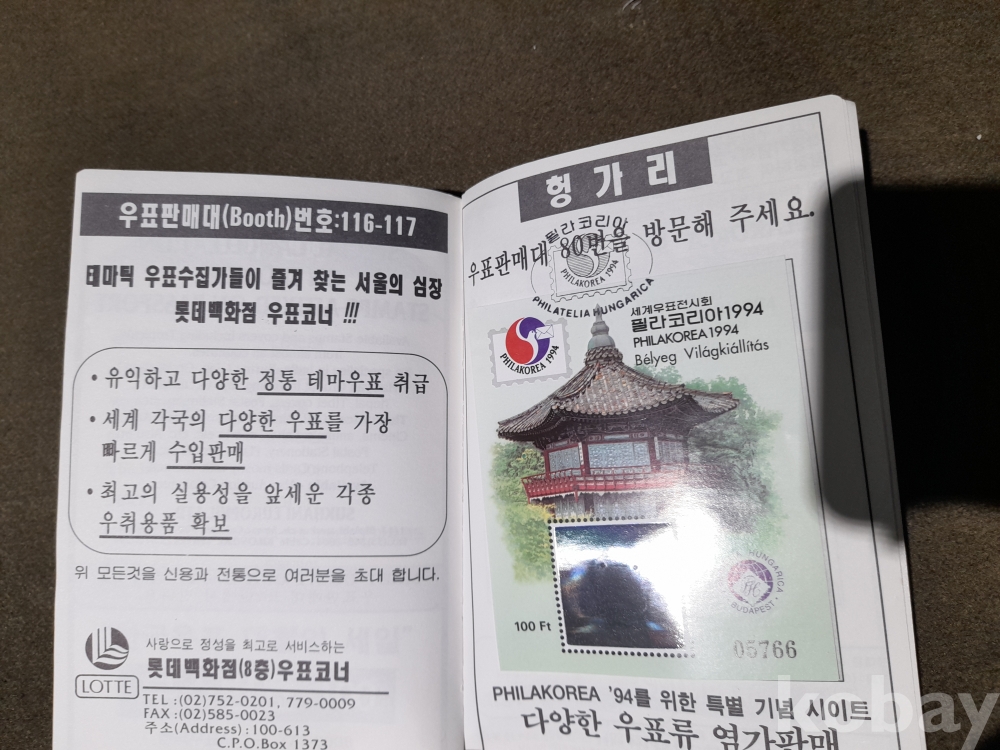 우표판매대(Booth)번호:116-117
테마틱 우표수집가들이 즐겨 찾는 서울의 심장
롯데백화점 우표코너 !!!
• 유익하고 다양한 정통 테마우표 취급
• 세계 각국의 다양한 우표를 가장
빠르게 수입판매
• 최고의 실용성을 앞세운 각종
우취용품 확보
위 모든것을 신용과 전통으로 여러분을 초대 합니다.
사랑으로 정성을 최고로 서비스하는
롯데백화점(8층)우표코너
LOTTE
TEL :(02)752-0201, 779-0009
FAX :(02)585-0023
주소(Address) :100-613
C.P.O.Box 1373
헝가리
우표판매대 80번을 방문해 주세요.
필라코리아
PHILAKOREA 1994
PHILATELIA HUNGARICA
PHILAKOREA 1994
세계우표전시회
필라코리아1994
PHILAKOREA 1994
Bélyeg Világkiállítás
100 Ft
HUNGARICA
BUDAPEST
05766
PHILAKOREA '94를 위한 특별 기념 시이트
다양한 우표류 염가판매
kobay